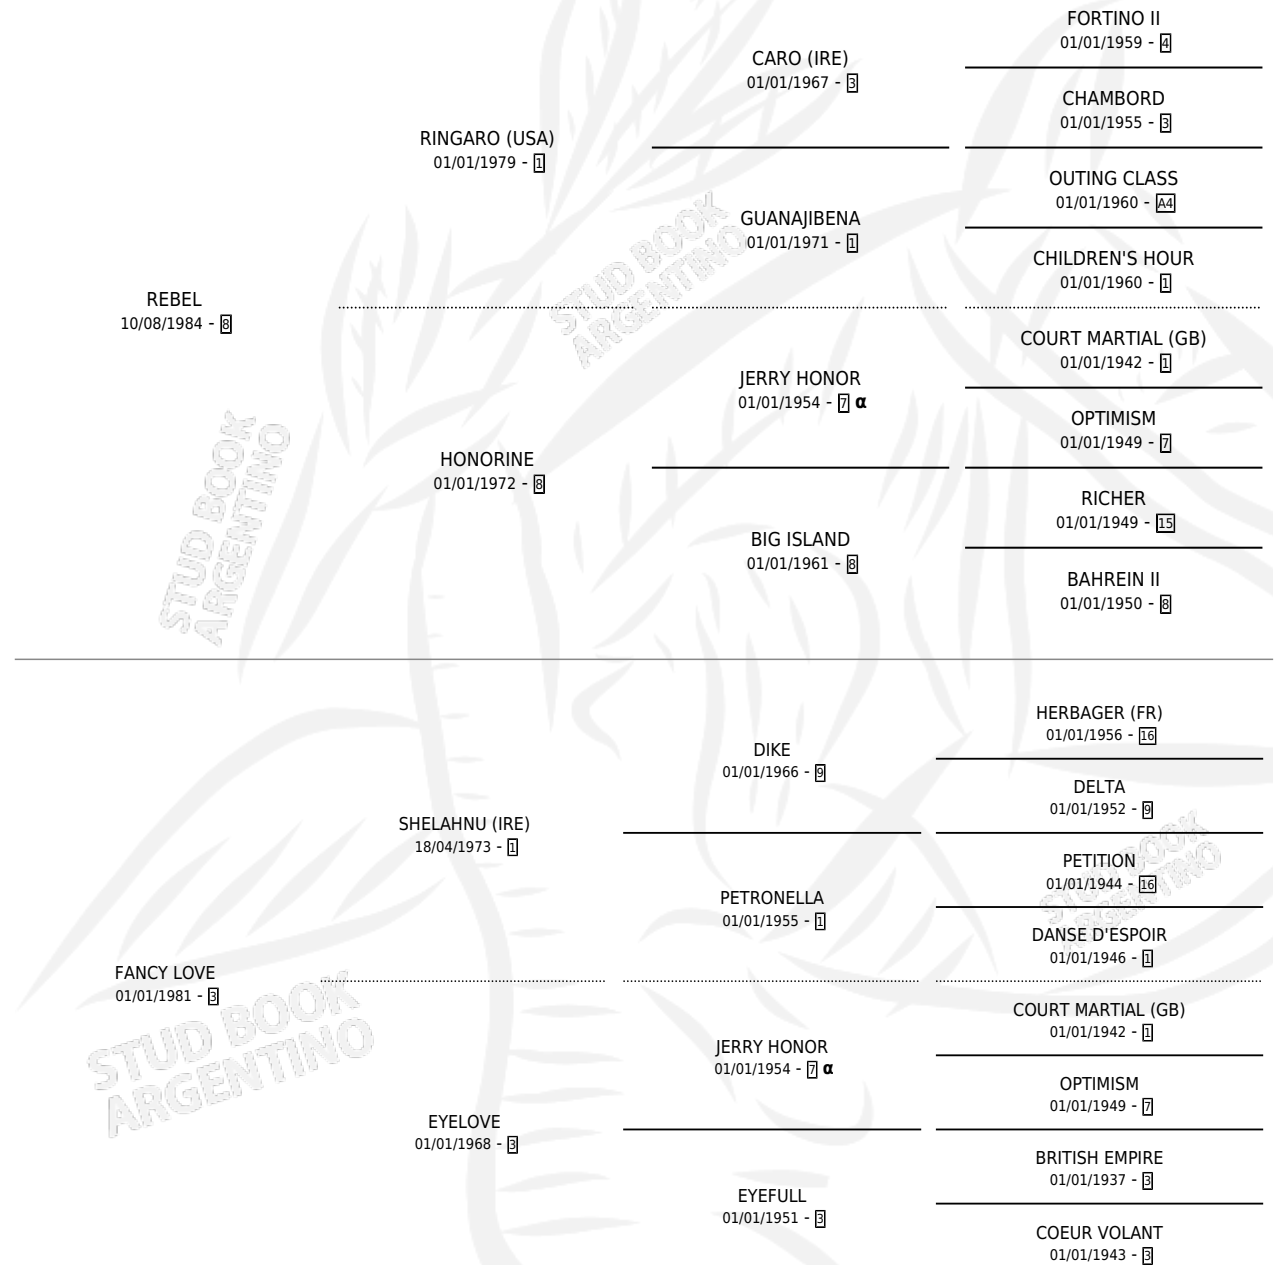 FORTINO II
01/01/1959 - 4
CARO (IRE)
01/01/1967 - 3
CHAMBORD
01/01/1955 - 3
RINGARO (USA)
01/01/1979 - 1
OUTING CLASS
01/01/1960 - A4
GUANAJIBENA
01/01/1971 - 1
CHILDREN'S HOUR
01/01/1960 - 1
REBEL
10/08/1984 - 8
COURT MARTIAL (GB)
01/01/1942 - 1
JERRY HONOR
01/01/1954 - 7 α
OPTIMISM
01/01/1949 - 7
HONORINE
01/01/1972 - 8
RICHER
01/01/1949 - 15
BIG ISLAND
01/01/1961 - 8
BAHREIN II
01/01/1950 - 8
HERBAGER (FR)
01/01/1956 - 16
DIKE
01/01/1966 - 9
DELTA
01/01/1952 - 9
SHELAHNU (IRE)
18/04/1973 - 1
PETITION
01/01/1944 - 16
PETRONELLA
01/01/1955 - 1
DANSE D'ESPOIR
01/01/1946 - 1
FANCY LOVE
01/01/1981 - 3
COURT MARTIAL (GB)
01/01/1942 - 1
JERRY HONOR
01/01/1954 - 7 α
OPTIMISM
01/01/1949 - 7
EYELOVE
01/01/1968 - 3
BRITISH EMPIRE
01/01/1937 - 3
EYEFULL
01/01/1951 - 3
COEUR VOLANT
01/01/1943 - 3
STUD BOOK
ARGENTINO
STUD BOOK
ARGENTINO
STUD BOOK
ARGENTINO
STUD BOOK
ARGENTINO